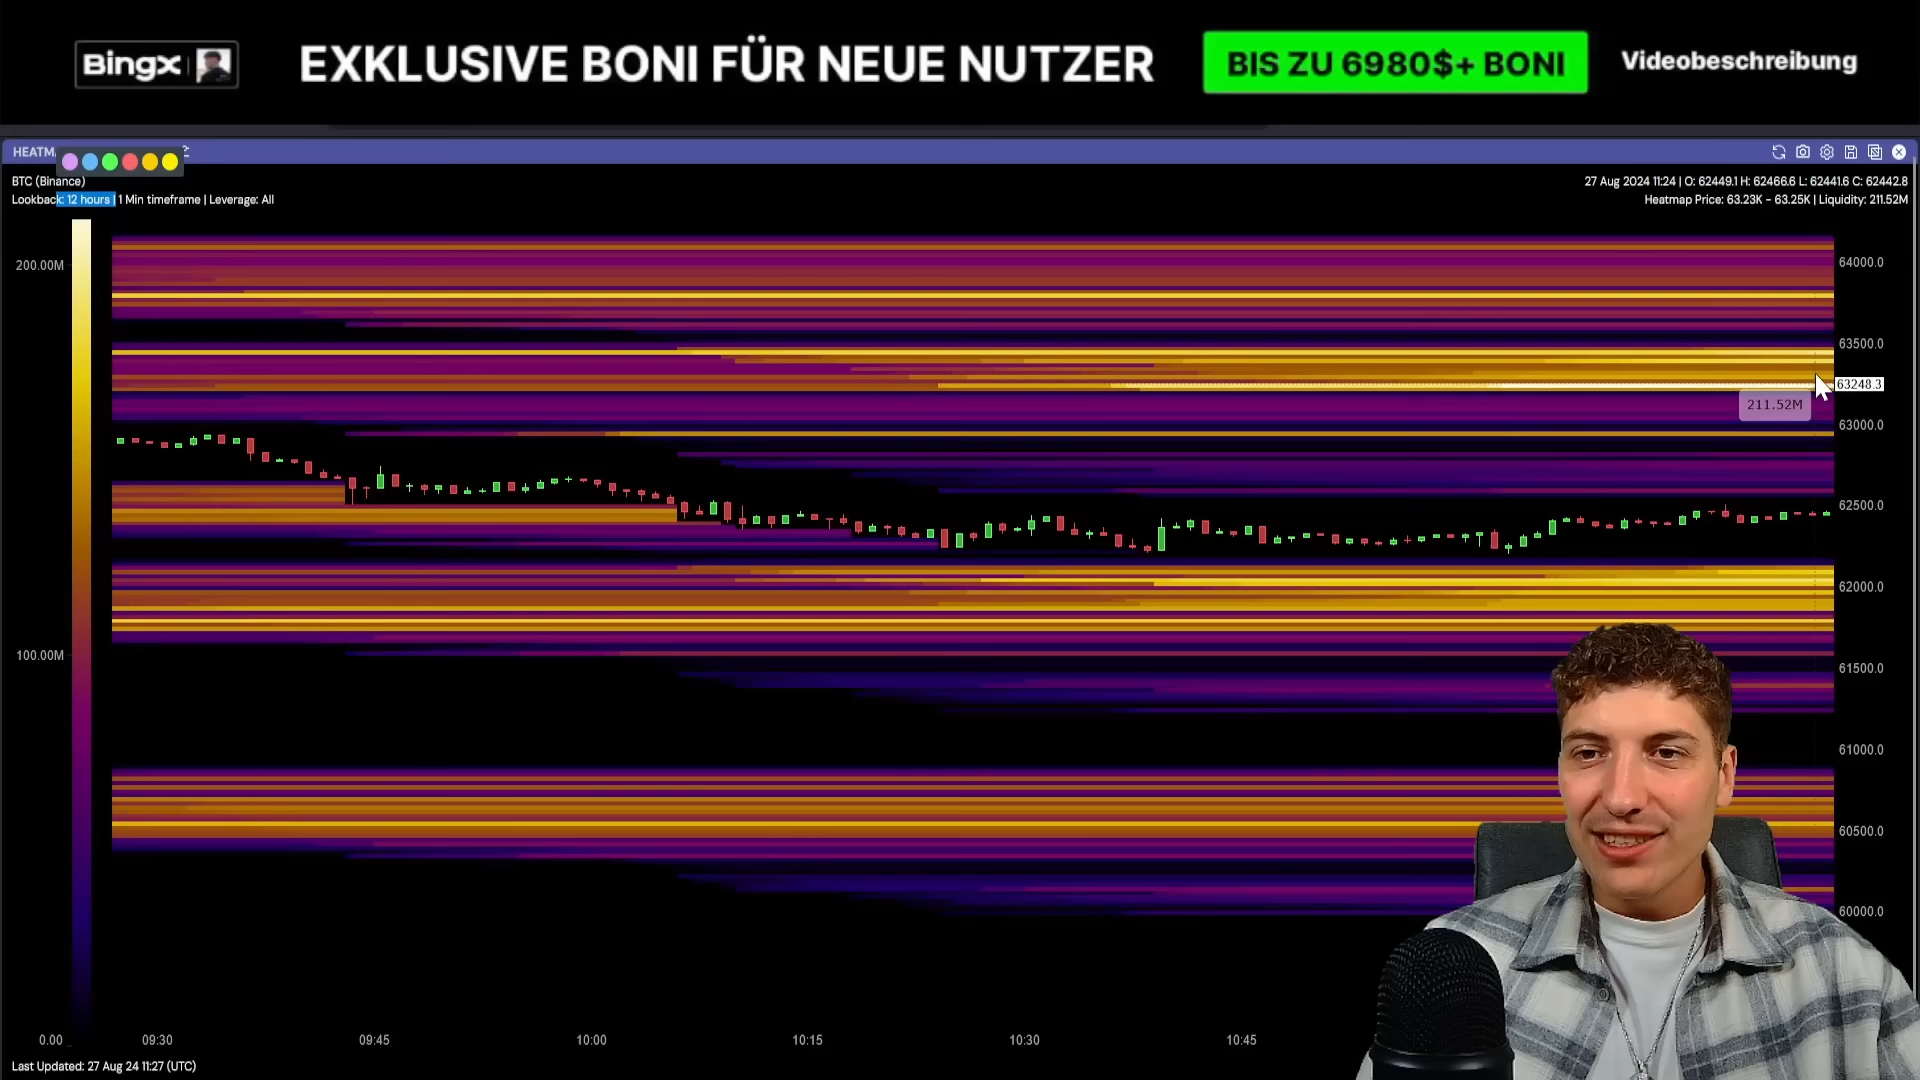 Bingx
EXKLUSIVE BONI FÜR NEUE NUTZER
BIS ZU 6980$+ BONI
Videobeschreibung
HEATM
BTC (Binance)
Lookback: 12 hours | 1 Min timeframe | Leverage: All
27 Aug 2024 11:24 | O: 62449.1 H: 62466.6 L: 62441.6 C: 62442.8
Heatmap Price: 63.23K - 63.25K | Liquidity: 211.52M
200.00M
100.00M
0.00
64000.0
63500.0
63248.3
211.52M
63000.0
62500.0
62000.0
61500.0
61000.0
60500.0
60000.0
09:30
09:45
10:00
10:15
10:30
10:45
Last Updated: 27 Aug 24 11:27 (UTC)